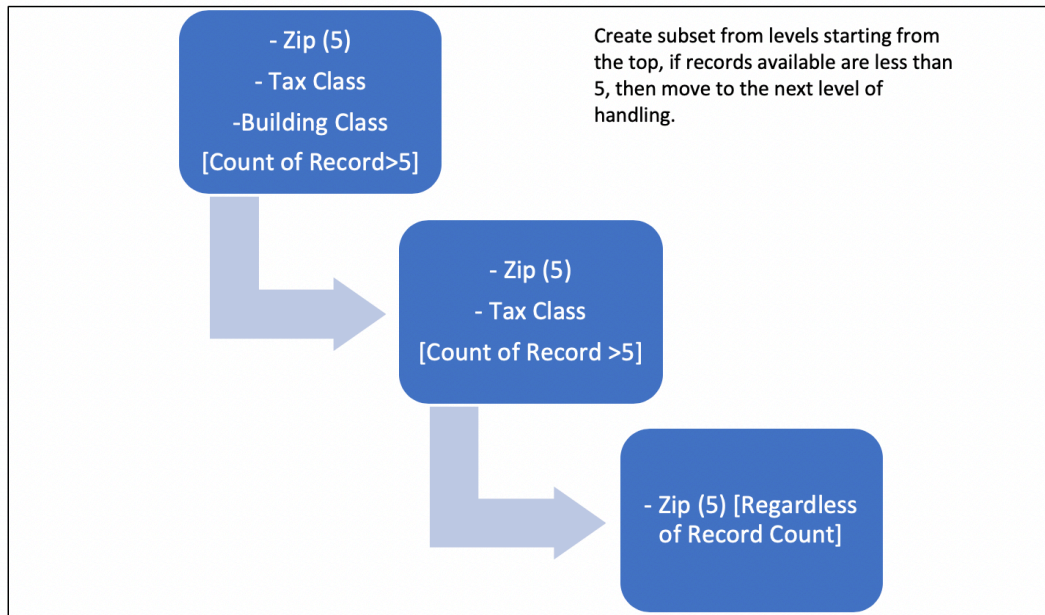 - Zip (5)
- Tax Class
-Building Class
[Count of Record>5]
Create subset from levels starting from
the top, if records available are less than
5, then move to the next level of
handling.
- Zip (5)
- Tax Class
[Count of Record >5]
- Zip (5) [Regardless
of Record Count]